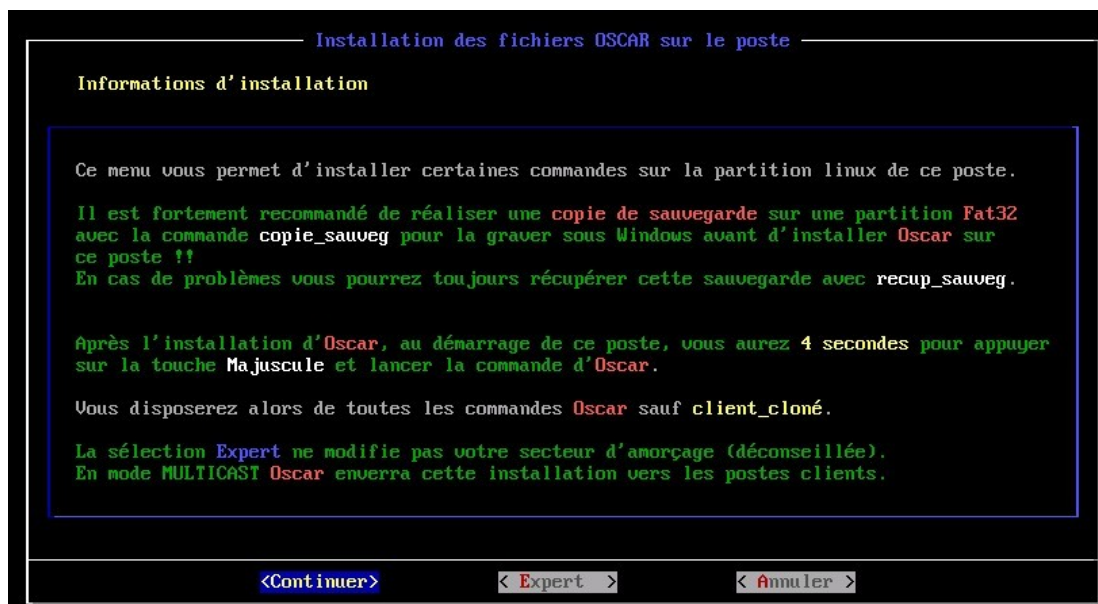 Installation des fichiers OSCAR sur le poste
Informations d'installation
Ce menu vous permet d'installer certaines commandes sur la partition linux de ce poste.
Il est fortement recommandé de réaliser une copie de sauvegarde sur une partition Fat32
avec la commande copie_sauveg pour la graver sous Windows avant d'installer Oscar sur
ce poste !!
En cas de problèmes vous pourrez toujours récupérer cette sauvegarde avec recup_sauveg.
Après l'installation d'Oscar, au démarrage de ce poste, vous aurez 4 secondes pour appuyer
sur la touche Majuscule et lancer la commande d'Oscar.
Vous disposerez alors de toutes les commandes Oscar sauf client_cloné.
La sélection Expert ne modifie pas votre secteur d'amorçage (déconseillée).
En mode MULTICAST Oscar enverra cette installation vers les postes clients.
<Continuer> < Expert > < Annuler >